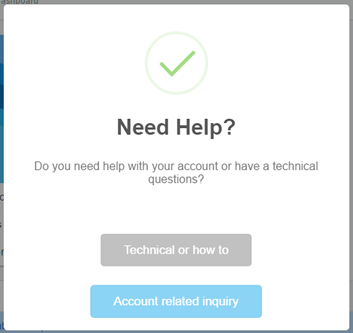 ashboard
Need Help?
Do you need help with your account or have a technical
questions?
Technical or how to
Account related inquiry